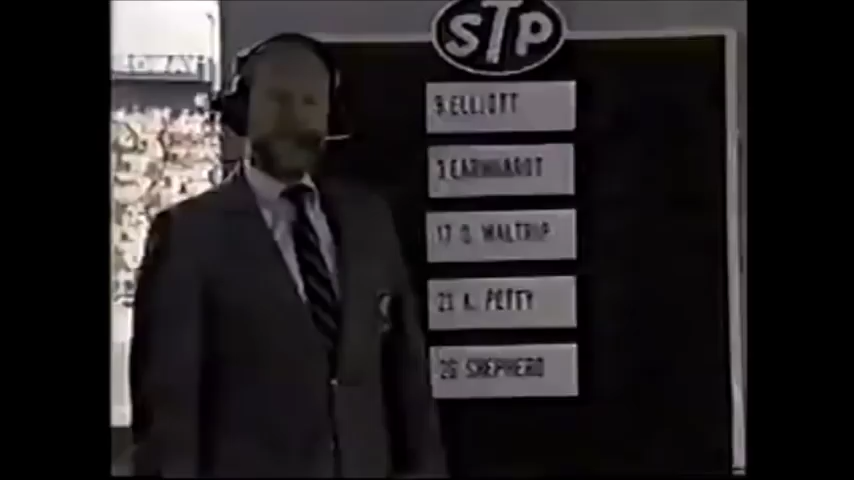 STP
9 ELLIOTT
3 EARNHARDT
17 D. WALTRIP
21 K. PETTY
26 SHEPHERD